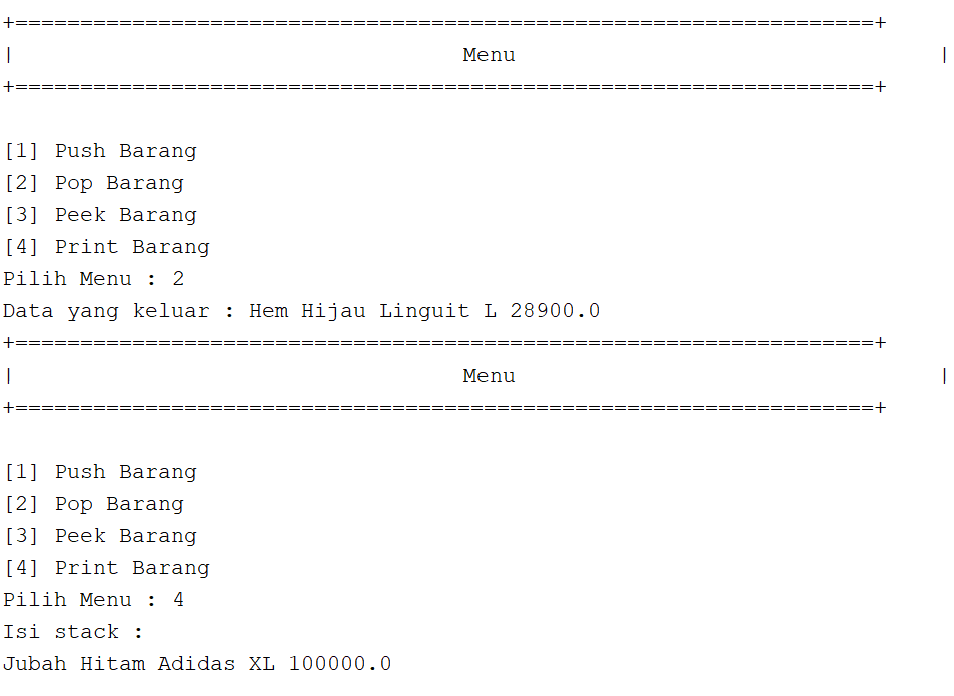 +==================================================================+
| Menu |
+==================================================================+
[1] Push Barang
[2] Pop Barang
[3] Peek Barang
[4] Print Barang
Pilih Menu : 2
Data yang keluar : Hem Hijau Linguit L 28900.0
+==================================================================+
| Menu |
+==================================================================+
[1] Push Barang
[2] Pop Barang
[3] Peek Barang
[4] Print Barang
Pilih Menu : 4
Isi stack :
Jubah Hitam Adidas XL 100000.0